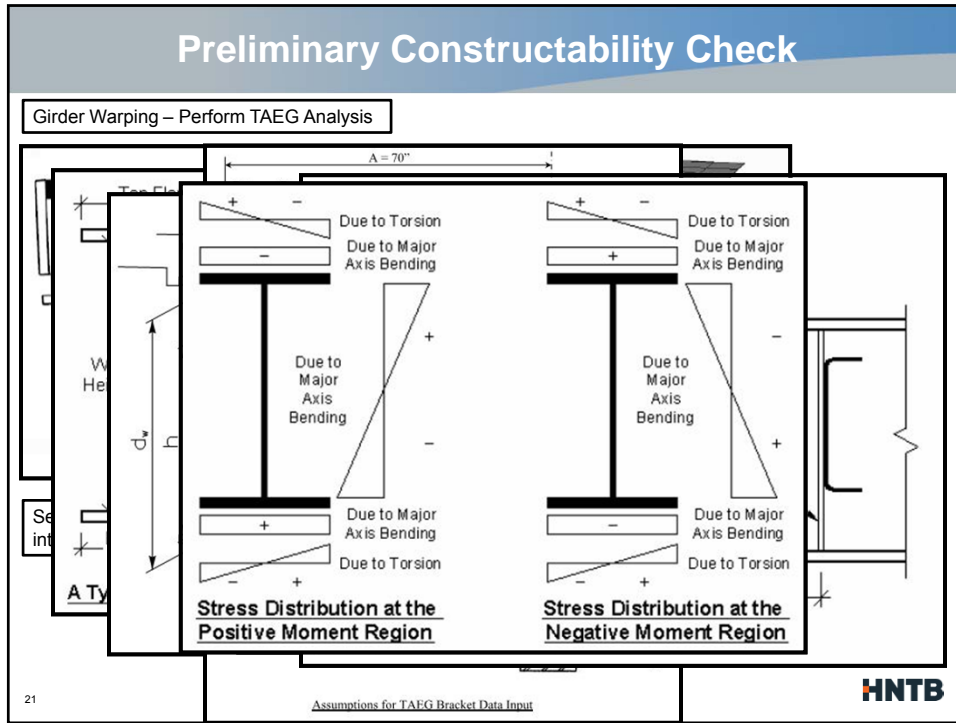 Preliminary Constructability Check
Girder Warping – Perform TAEG Analysis
A = 70"
+ −
Due to Torsion
Due to Major
Axis Bending
−
Due to
Major
Axis
Bending
+
−
+
Due to Major
Axis Bending
Due to Torsion
− +
Stress Distribution at the
Positive Moment Region
+ −
Due to Torsion
Due to Major
Axis Bending
+
Due to
Major
Axis
Bending
−
+
−
Due to Major
Axis Bending
Due to Torsion
− +
Stress Distribution at the
Negative Moment Region
dw
h
A Ty
Assumptions for TAEG Bracket Data Input
21
HNTB